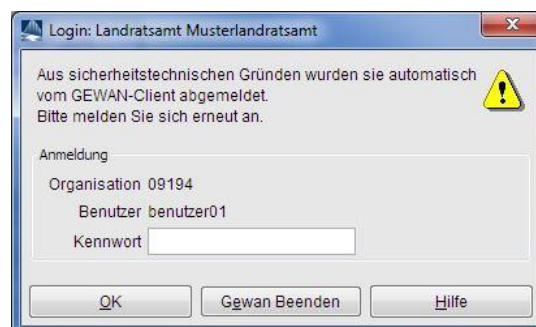 Login: Landratsamt Musterlandratsamt
Aus sicherheitstechnischen Gründen wurden sie automatisch
vom GEWAN-Client abgemeldet.
Bitte melden Sie sich erneut an.
Anmeldung
Organisation 09194
Benutzer benutzer01
Kennwort
OK Gewan Beenden Hilfe